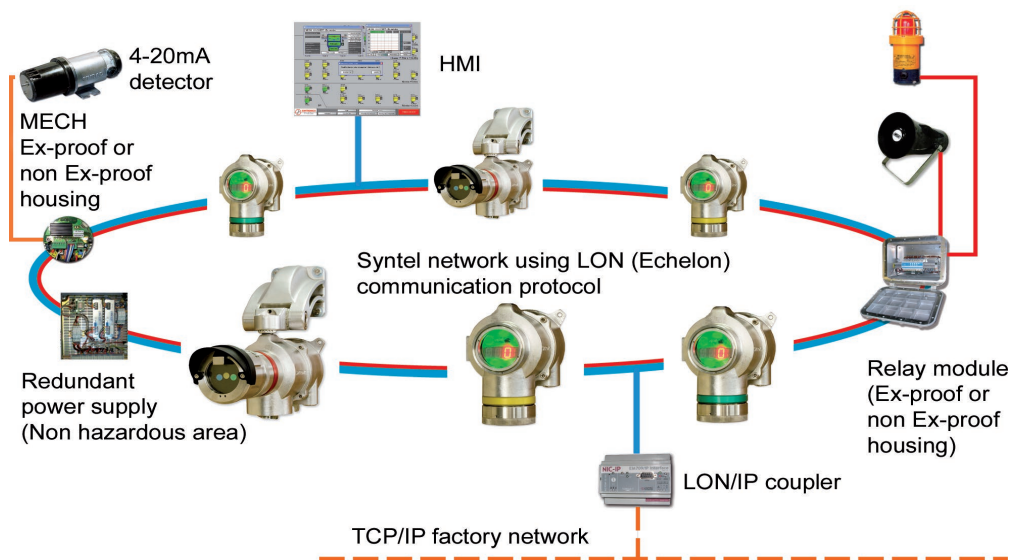 4-20mA
detector
HMI
MECH
Ex-proof or
non Ex-proof
housing
Syntel network using LON (Echelon)
communication protocol
Redundant
power supply
(Non hazardous area)
Relay module
(Ex-proof or
non Ex-proof
housing)
NIC-IP
LON/IP coupler
TCP/IP factory network